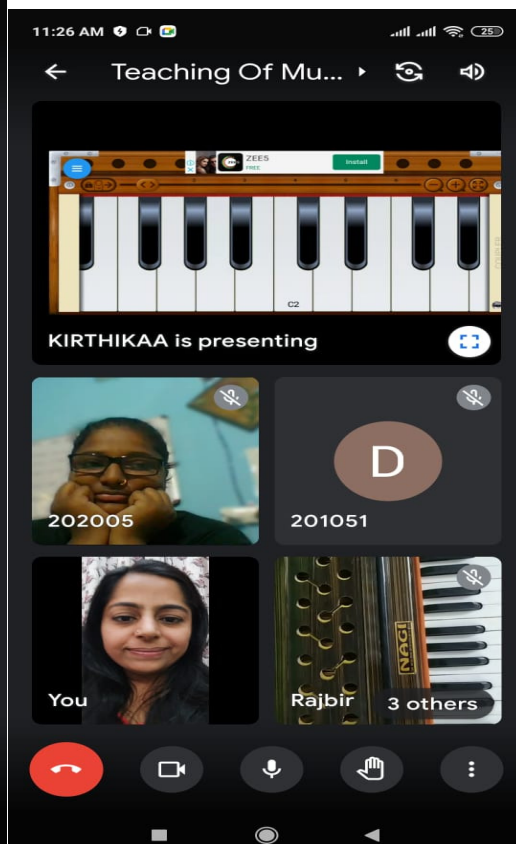 11:26 AM 25
Teaching Of Mu...
ZEE5
FREE
Install
C2
KIRTHIKAA is presenting
202005
D
201051
NAGI
You
Rajbir
3 others